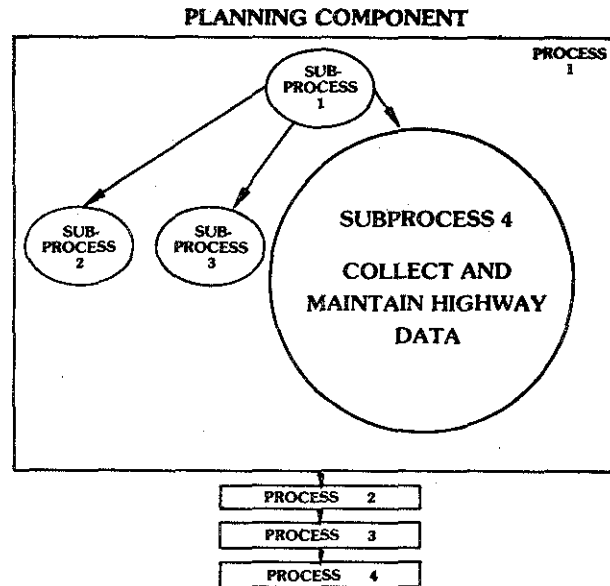 PLANNING COMPONENT
PROCESS
1
SUB-
PROCESS
1
SUB-
PROCESS
2
SUB-
PROCESS
3
SUBPROCESS 4
COLLECT AND
MAINTAIN HIGHWAY
DATA
PROCESS 2
PROCESS 3
PROCESS 4